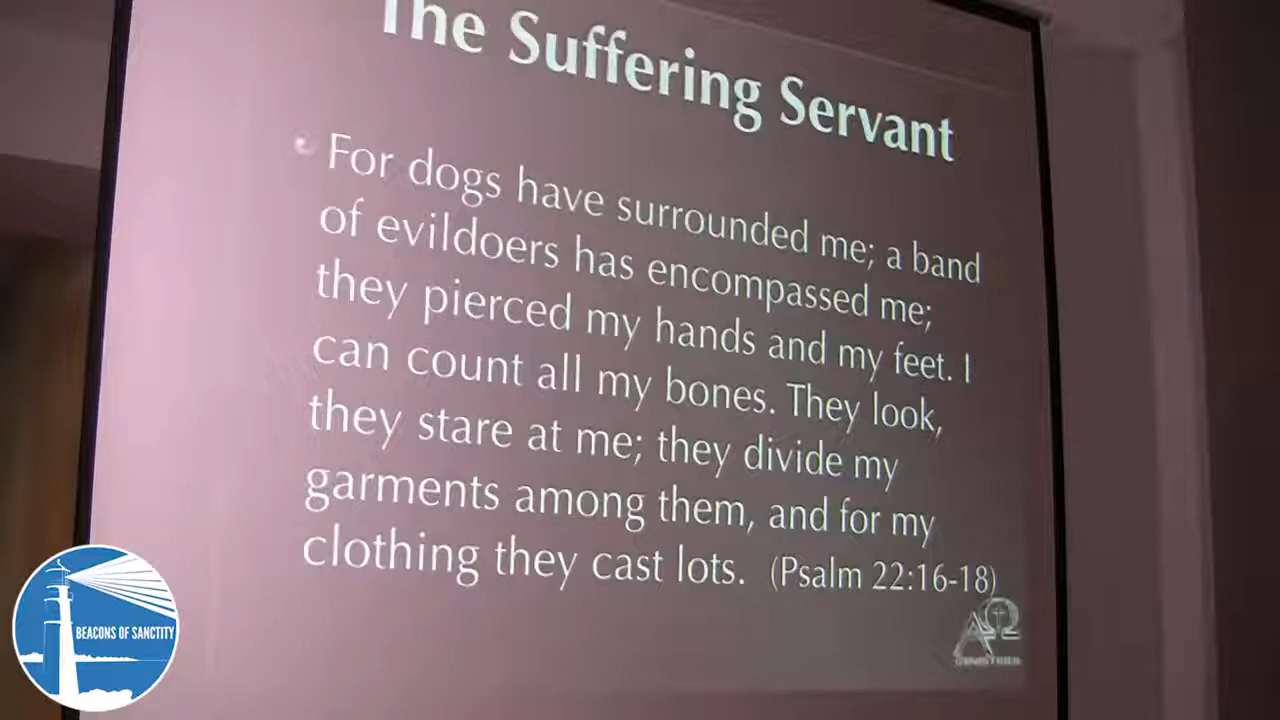 The Suffering Servant
For dogs have surrounded me; a band
of evildoers has encompassed me;
they pierced my hands and my feet. I
can count all my bones. They look,
they stare at me; they divide my
garments among them, and for my
clothing they cast lots. (Psalm 22:16-18)
ΑΩ
MINISTRIES
BEACONS OF SANCTITY